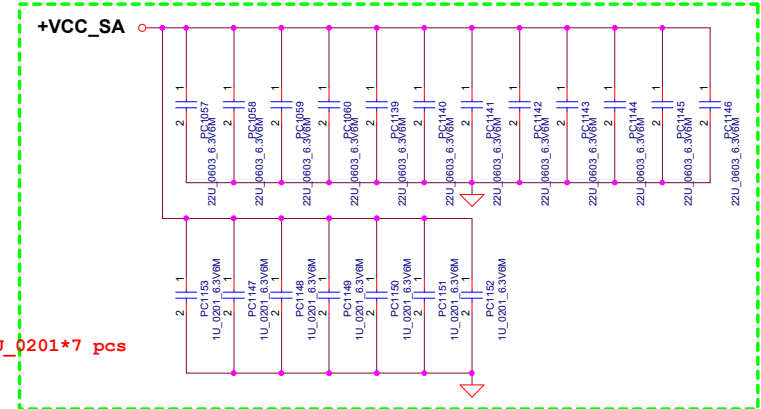 +VCC_SA
1
2
PC1057
22U_0603_6.3V6M
1
2
PC1058
22U_0603_6.3V6M
1
2
PC1059
22U_0603_6.3V6M
1
2
PC1060
22U_0603_6.3V6M
1
2
PC1139
22U_0603_6.3V6M
1
2
PC1140
22U_0603_6.3V6M
1
2
PC1141
22U_0603_6.3V6M
1
2
PC1142
22U_0603_6.3V6M
1
2
PC1143
22U_0603_6.3V6M
1
2
PC1144
22U_0603_6.3V6M
1
2
PC1145
22U_0603_6.3V6M
1
2
PC1146
22U_0603_6.3V6M
1
2
PC1153
1U_0201_6.3V6M
1
2
PC1147
1U_0201_6.3V6M
1
2
PC1148
1U_0201_6.3V6M
1
2
PC1149
1U_0201_6.3V6M
1
2
PC1150
1U_0201_6.3V6M
1
2
PC1151
1U_0201_6.3V6M
1
2
PC1152
1U_0201_6.3V6M
U_0201*7 pcs